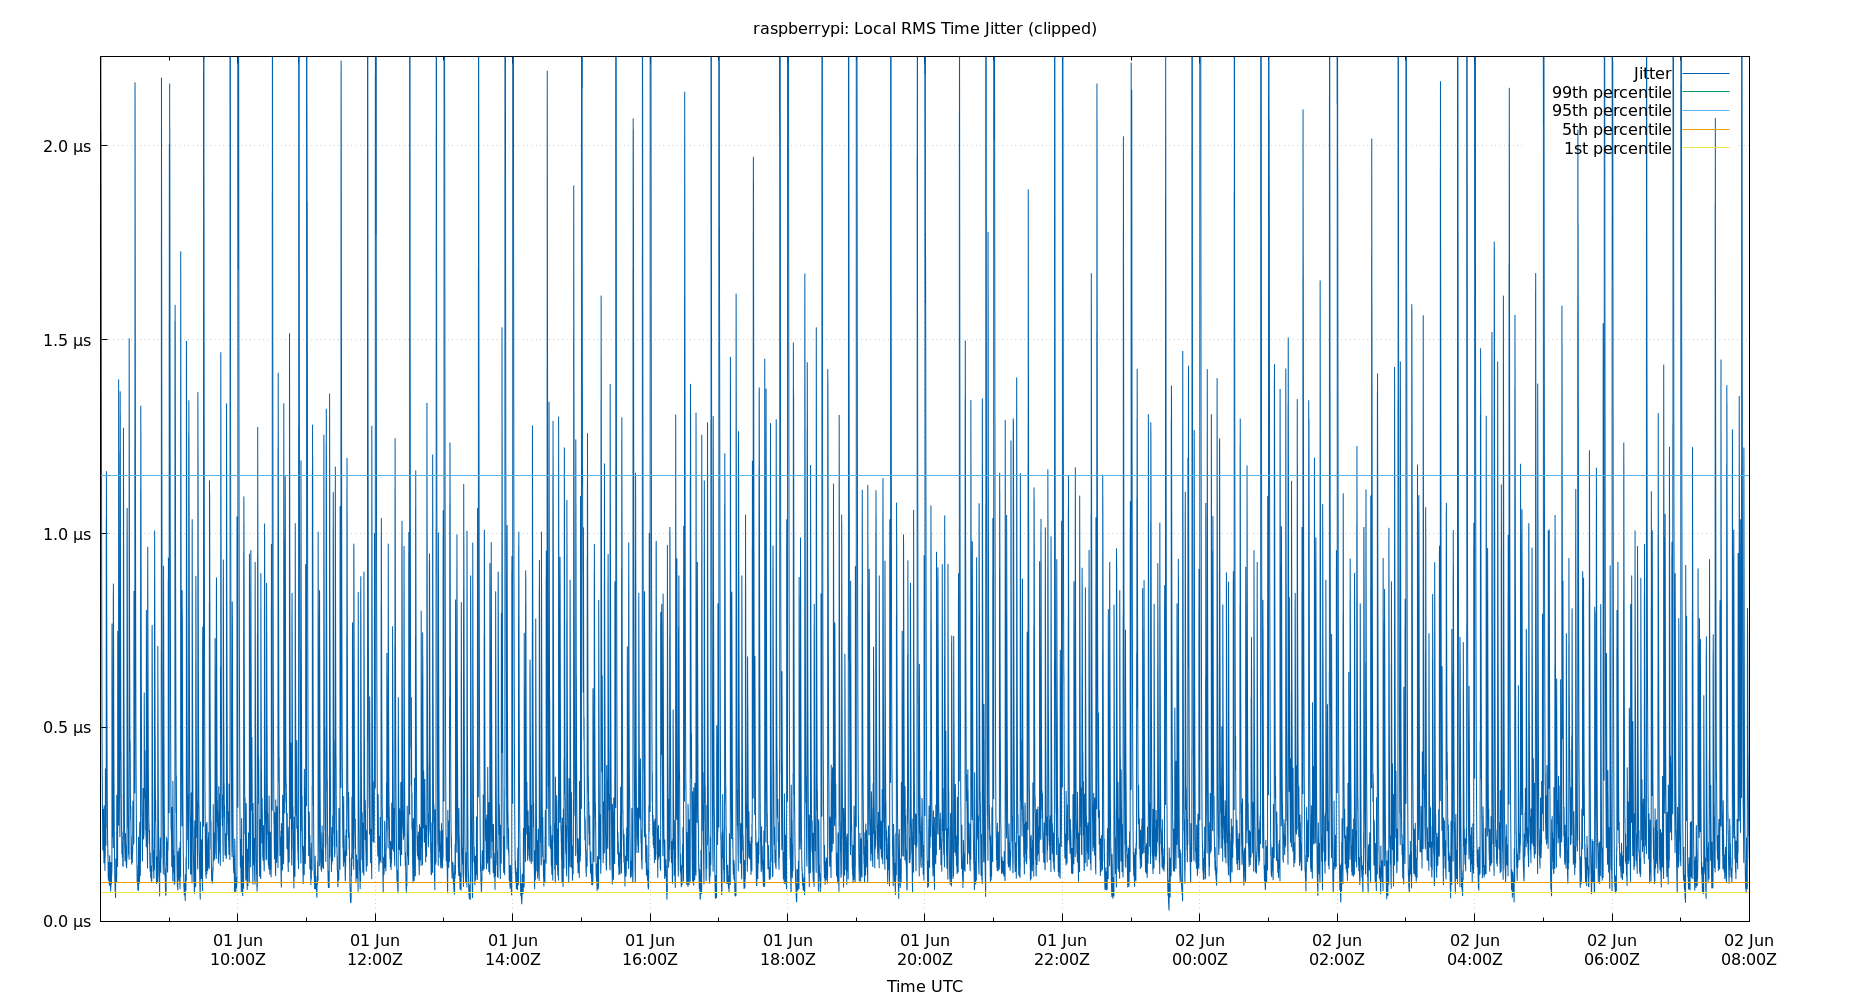 raspberrypi: Local RMS Time Jitter (clipped)
Jitter
99th percentile
95th percentile
5th percentile
1st percentile
2.0 µs
1.5 µs
1.0 µs
0.5 µs
0.0 µs
01 Jun 01 Jun 01 Jun 01 Jun 01 Jun 01 Jun 01 Jun 02 Jun 02 Jun 02 Jun 02 Jun 02 Jun
10:00Z 12:00Z 14:00Z 16:00Z 18:00Z 20:00Z 22:00Z 00:00Z 02:00Z 04:00Z 06:00Z 08:00Z
Time UTC